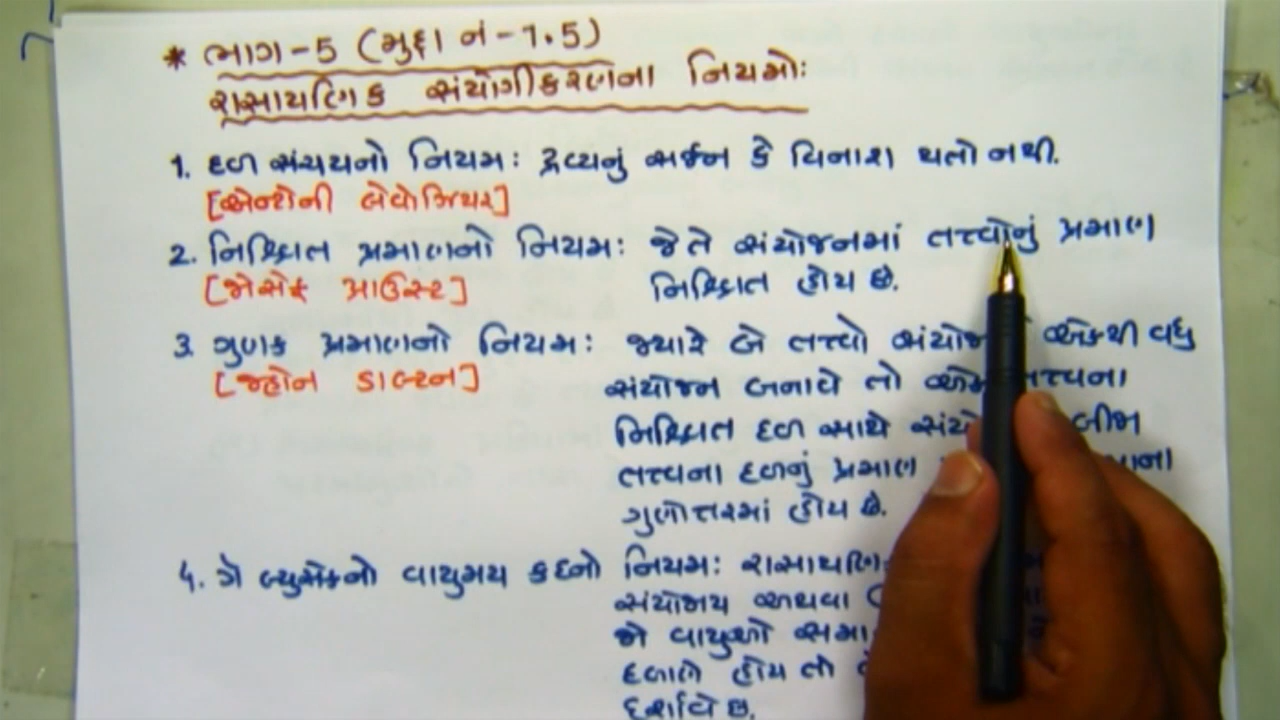 * ભાગ-5 (મુદ્દા નં-1.5)
રાસાયણિક સંયોગીકરણના નિયમો:
1. દળ સંચયનો નિયમ: દ્રવ્યનું સર્જન કે વિનાશ થતો નથી.
[એન્ટોની લેવોઝિયર]
2. નિશ્ચિત પ્રમાણનો નિયમ: જે તે સંયોજનમાં તત્ત્વોનું પ્રમાણ
[જોસેફ પ્રાઉસ્ટ] નિશ્ચિત હોય છે.
3. ગુણક પ્રમાણનો નિયમ: જ્યારે બે તત્ત્વો એકથી વધુ
[જ્હોન ડાલ્ટન] સંયોજન બનાવે તો
નિશ્ચિત દળ સાથે
તત્ત્વના દળનું પ્રમાણ
ગુણોત્તરમાં હોય છે.
4. ગે લ્યુસેકનો વાયુમય કદનો નિયમ:
સંયોજાય અથવા
જો વાયુઓ
દબાણે હોય તો
દર્શાવે છે.